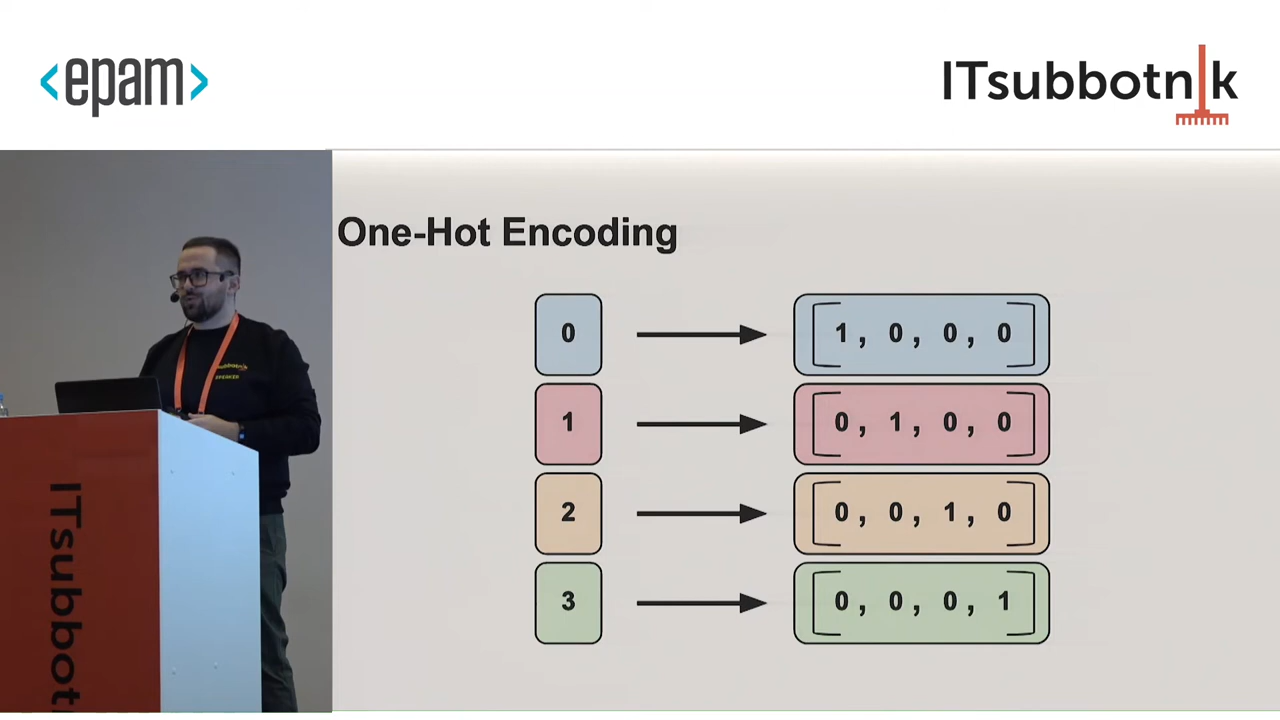 <epam>
ITsubbotnik
One-Hot Encoding
0
[1, 0, 0, 0]
1
[0, 1, 0, 0]
2
[0, 0, 1, 0]
3
[0, 0, 0, 1]
SPEAKER
ITsubbot